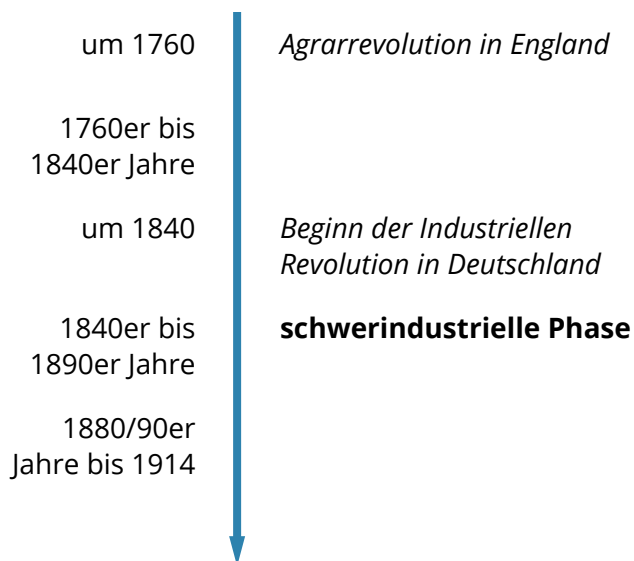 um 1760
Agrarrevolution in England
1760er bis
1840er Jahre
um 1840
Beginn der Industriellen
Revolution in Deutschland
1840er bis
1890er Jahre
schwerindustrielle Phase
1880/90er
Jahre bis 1914